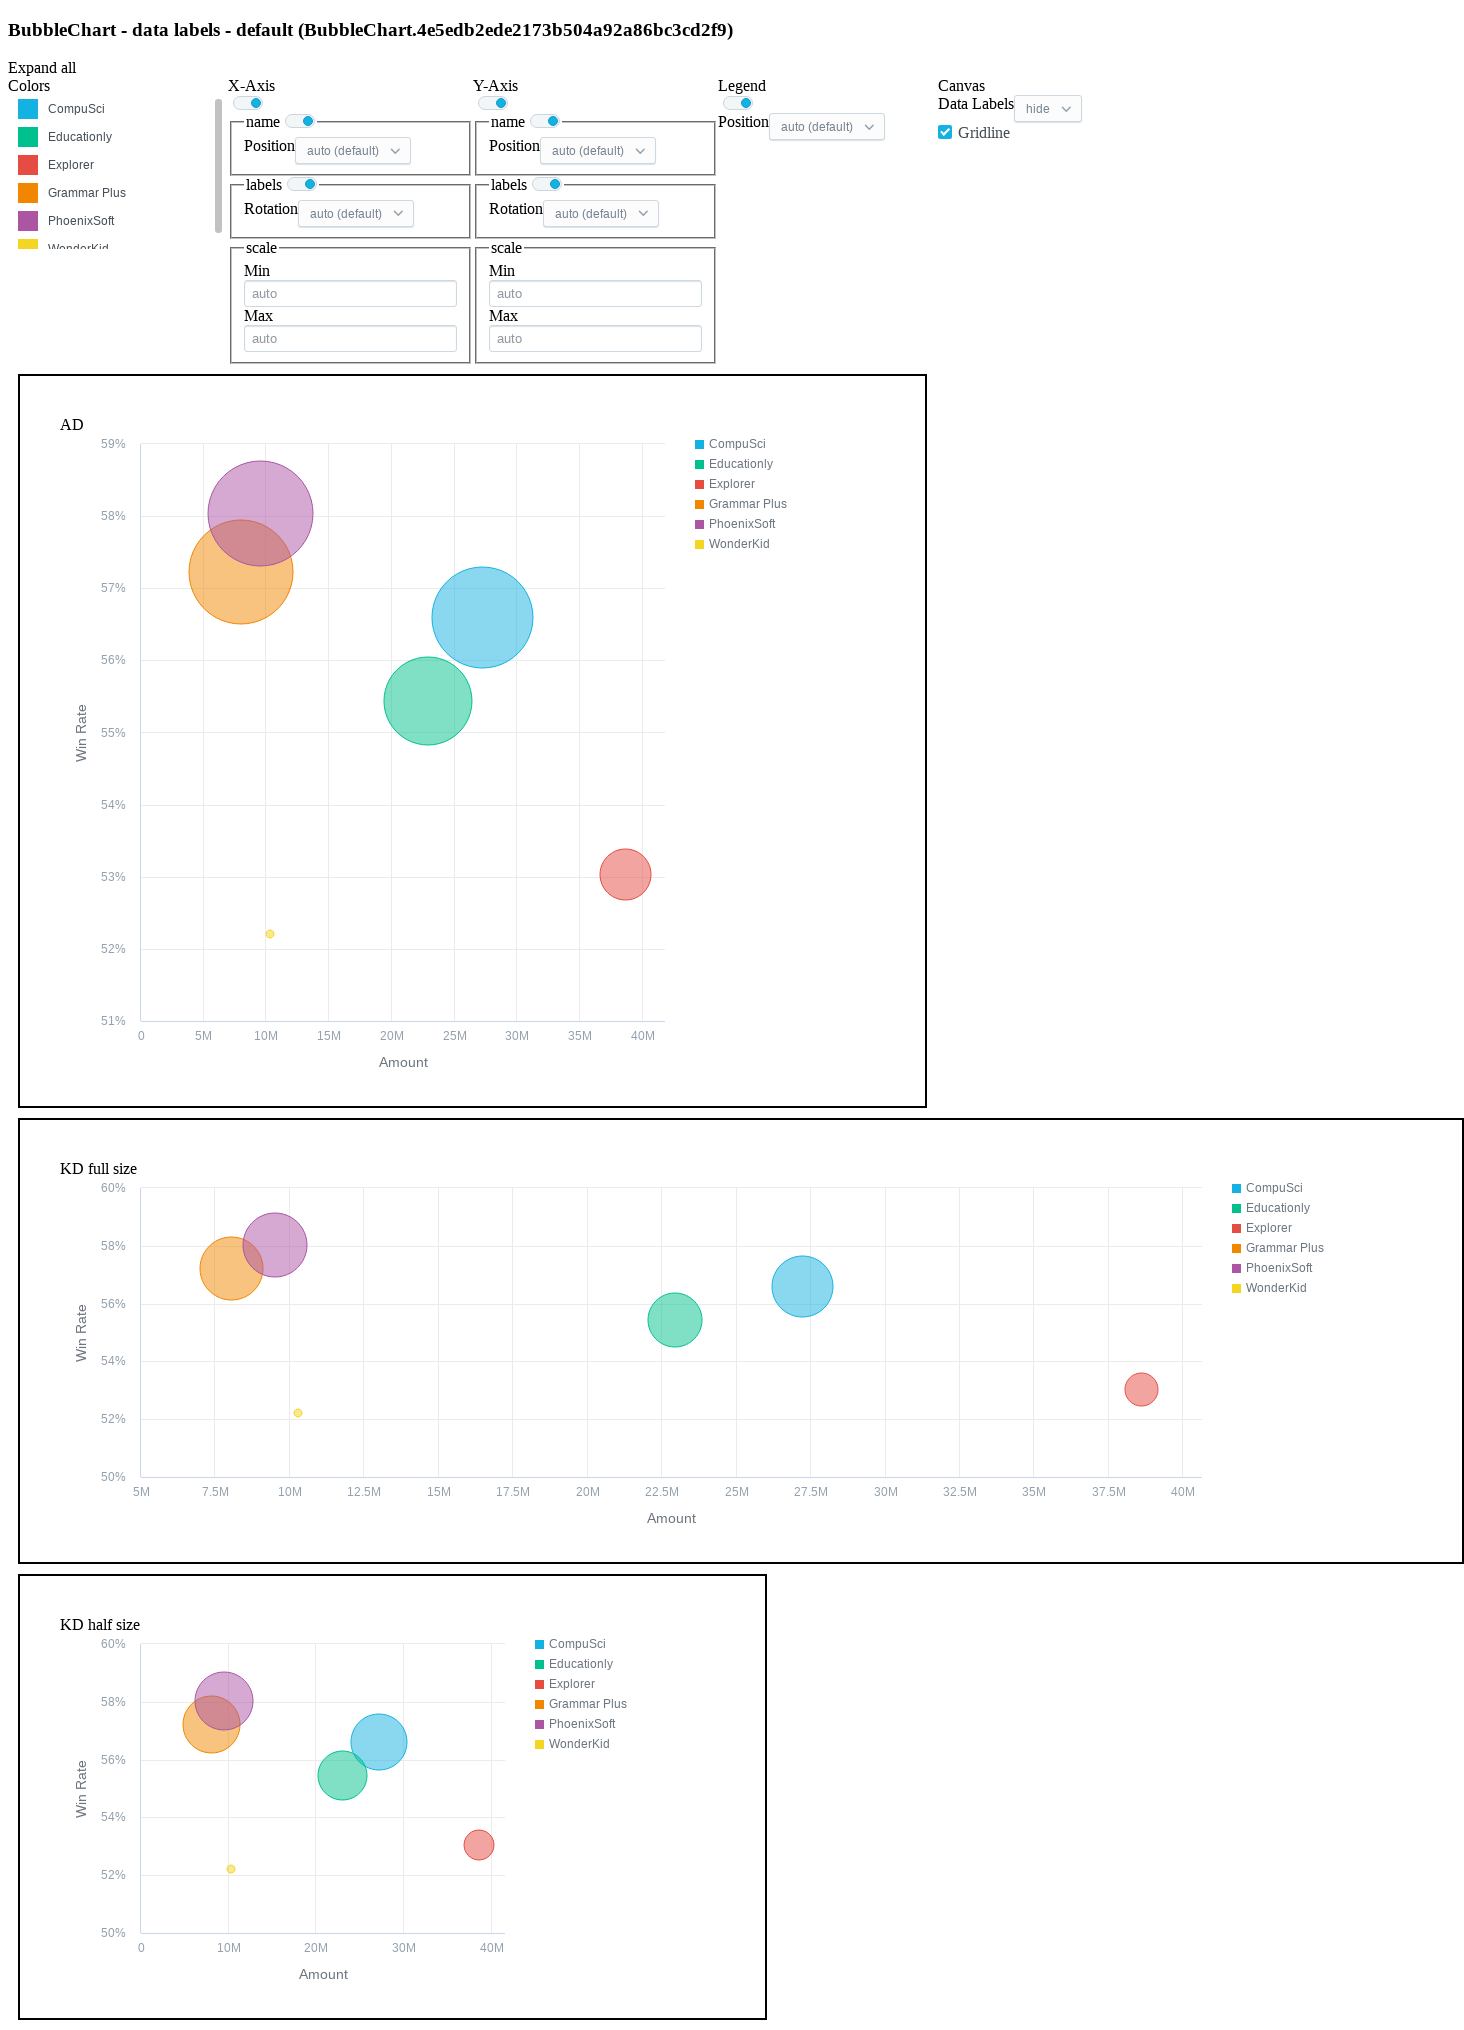 BubbleChart - data labels - default (BubbleChart.4e5edb2ede2173b504a92a86bc3cd2f9)
Expand all
Colors
CompuSci
Educationly
Explorer
Grammar Plus
PhoenixSoft
WonderKid
X-Axis
name
Position auto (default)
labels
Rotation auto (default)
scale
Min
auto
Max
auto
Y-Axis
name
Position auto (default)
labels
Rotation auto (default)
scale
Min
auto
Max
auto
Legend
Position auto (default)
Canvas
Data Labels hide
Gridline
AD
59%
58%
57%
56%
55%
54%
53%
52%
51%
Win Rate
0 5M 10M 15M 20M 25M 30M 35M 40M
Amount
CompuSci
Educationly
Explorer
Grammar Plus
PhoenixSoft
WonderKid
KD full size
60%
58%
56%
54%
52%
50%
Win Rate
5M 7.5M 10M 12.5M 15M 17.5M 20M 22.5M 25M 27.5M 30M 32.5M 35M 37.5M 40M
Amount
CompuSci
Educationly
Explorer
Grammar Plus
PhoenixSoft
WonderKid
KD half size
60%
58%
56%
54%
52%
50%
Win Rate
0 10M 20M 30M 40M
Amount
CompuSci
Educationly
Explorer
Grammar Plus
PhoenixSoft
WonderKid